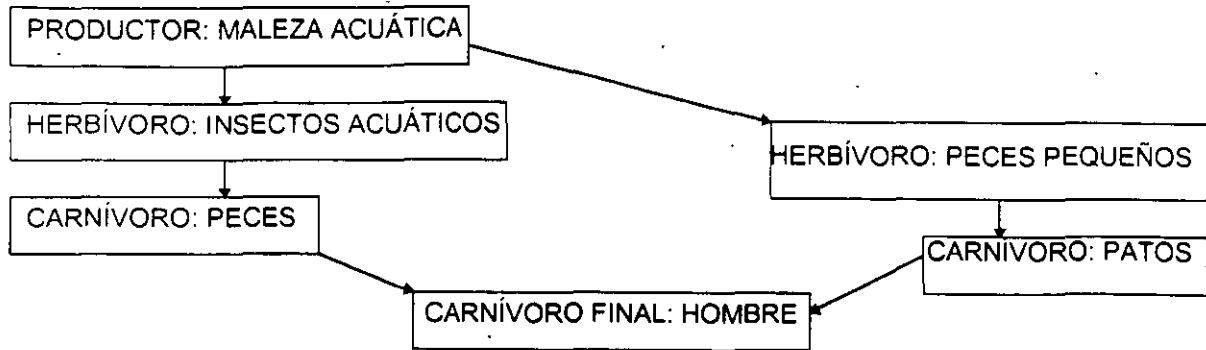 PRODUCTOR: MALEZA ACUÁTICA
HERBÍVORO: INSECTOS ACUÁTICOS
HERBÍVORO: PECES PEQUEÑOS
CARNÍVORO: PECES
CARNÍVORO: PATOS
CARNÍVORO FINAL: HOMBRE